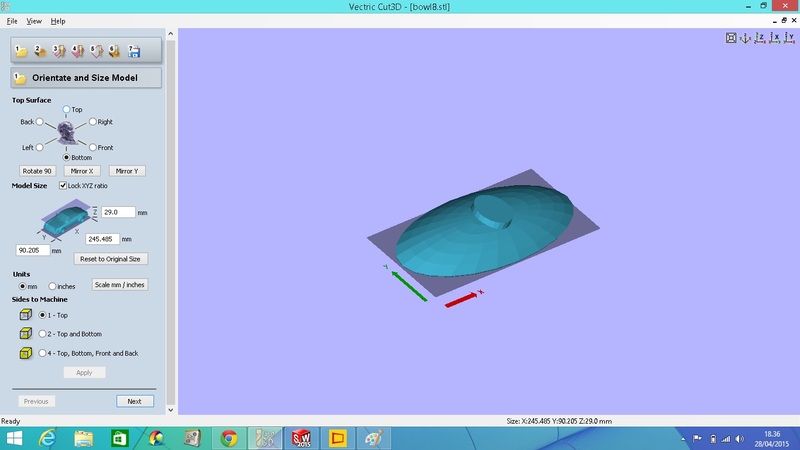 Vectric Cut3D - [bowl8.stl]
File View Help
1 2 3 4 5 6 7
1 Orientate and Size Model
Z X Y
Top Surface
Top
Back Right
Left Front
Bottom
Rotate 90 Mirror X Mirror Y
Model Size Lock XYZ ratio
Z 29.0 mm
Y X 245.485 mm
90.205 mm
Reset to Original Size
Units
mm inches Scale mm / inches
Sides to Machine
1 - Top
2 - Top and Bottom
4 - Top, Bottom, Front and Back
Apply
Previous Next
Y X
Ready Size: X:245.485 Y:90.205 Z:29.0 mm
SW
2015
18.36
28/04/2015